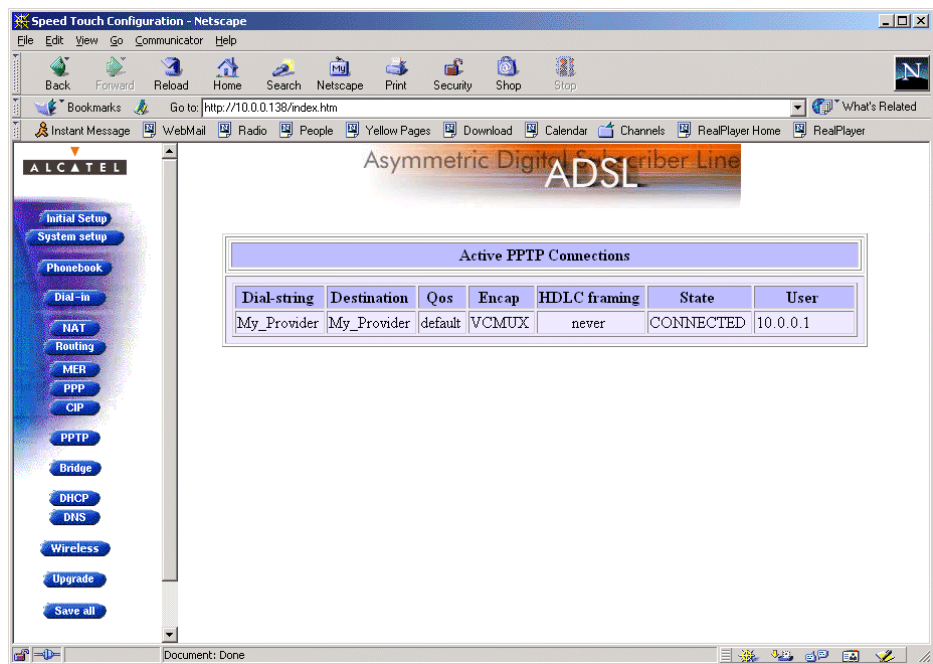 Speed Touch Configuration - Netscape
File Edit View Go Communicator Help
Back Forward Reload Home Search Netscape Print Security Shop Stop
My
N
Bookmarks Go to: http://10.0.0.138/index.htm What's Related
Instant Message WebMail Radio People Yellow Pages Download Calendar Channels RealPlayer Home RealPlayer
ALCATEL
Asymmetric Digital Subscriber Line
ADSL
Initial Setup
System setup
Phonebook
Dial-in
NAT
Routing
MER
PPP
CIP
PPTP
Bridge
DHCP
DNS
Wireless
Upgrade
Save all
Active PPTP Connections
Dial-string Destination Qos Encap HDLC framing State User
My_Provider My_Provider default VCMUX never CONNECTED 10.0.0.1
Document: Done